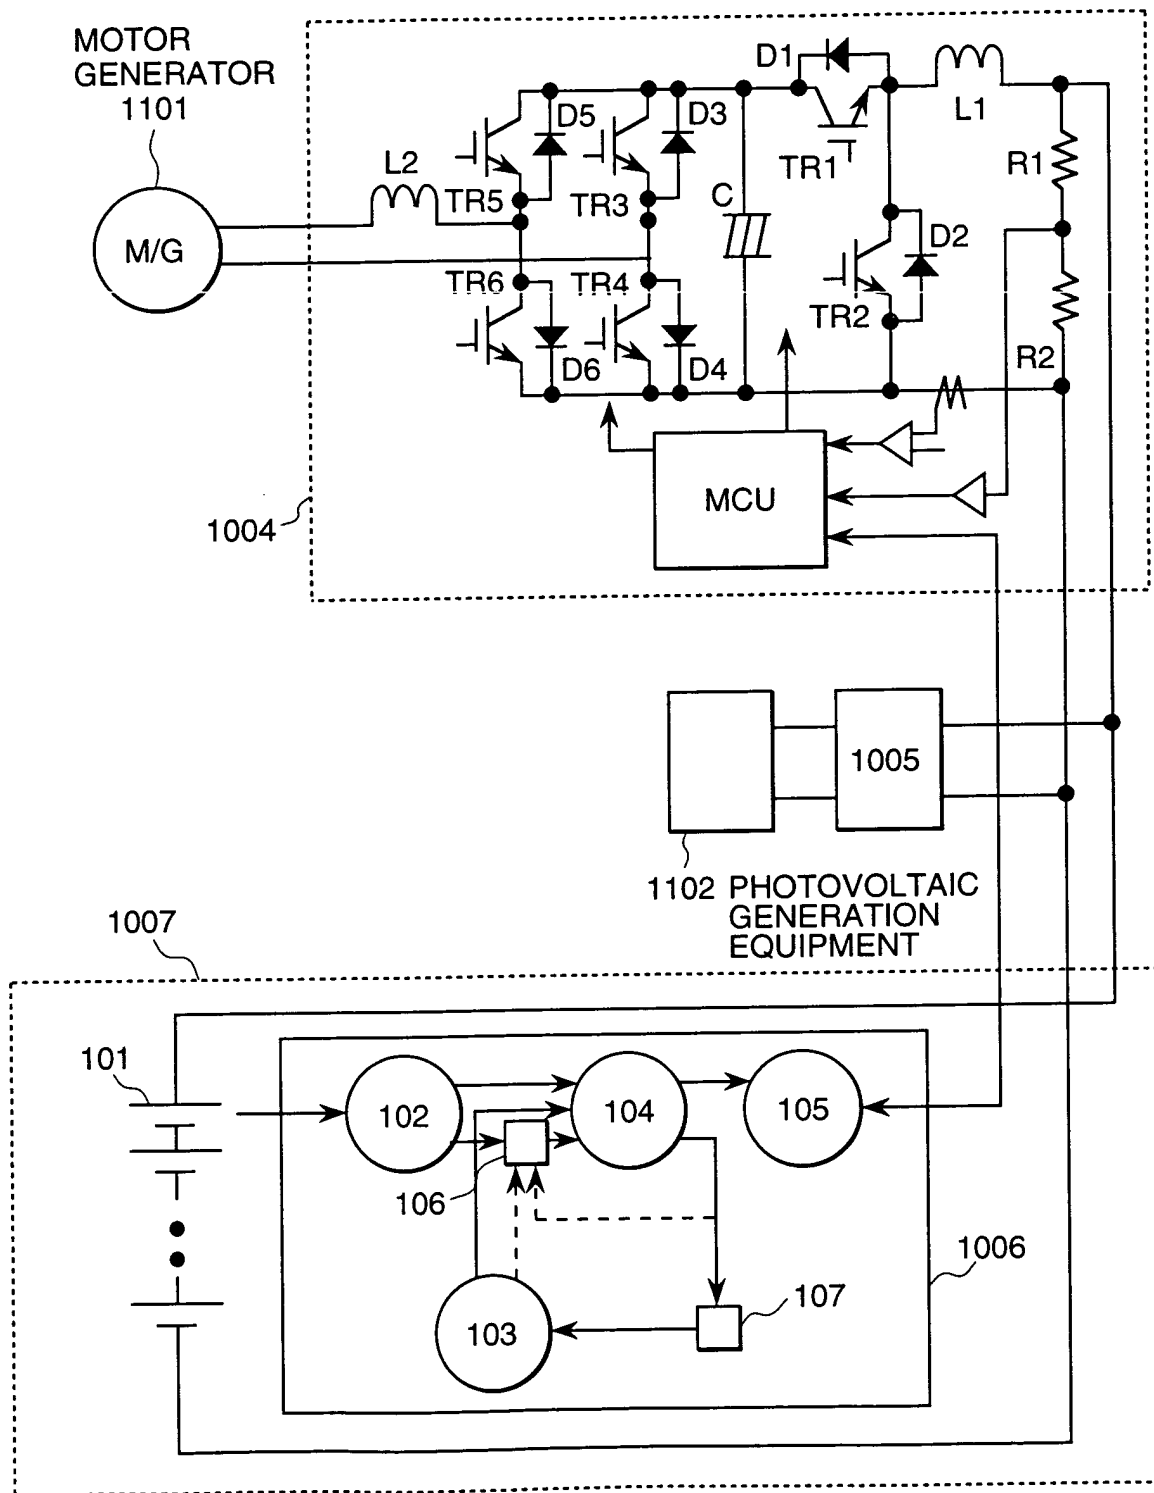 MOTOR
GENERATOR
1101
M/G
L2
D5
D3
TR5
TR3
TR6
TR4
D6
D4
C
D1
TR1
L1
R1
D2
TR2
R2
MCU
1004
1005
1102
PHOTOVOLTAIC
GENERATION
EQUIPMENT
1007
101
102
104
105
106
103
107
1006